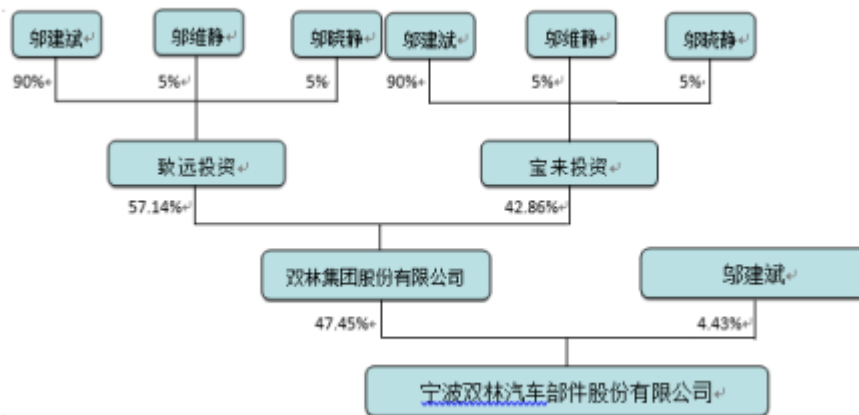 邬建斌
邬维静
邬晓静
邬建斌
邬维静
邬晓静
90%
5%
5%
90%
5%
5%
致远投资
宝来投资
57.14%
42.86%
双林集团股份有限公司
邬建斌
47.45%
4.43%
宁波双林汽车部件股份有限公司